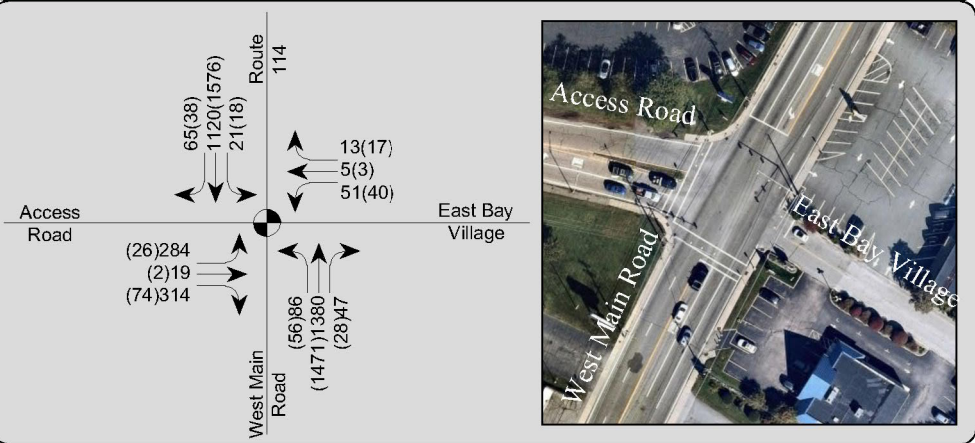 Route
114
65(38)
1120(1576)
21(18)
13(17)
5(3)
51(40)
Access
Road
East Bay
Village
(26)284
(2)19
(74)314
(56)86
(1471)1380
(28)47
West Main
Road
Access Road
East Bay Village
West Main Road